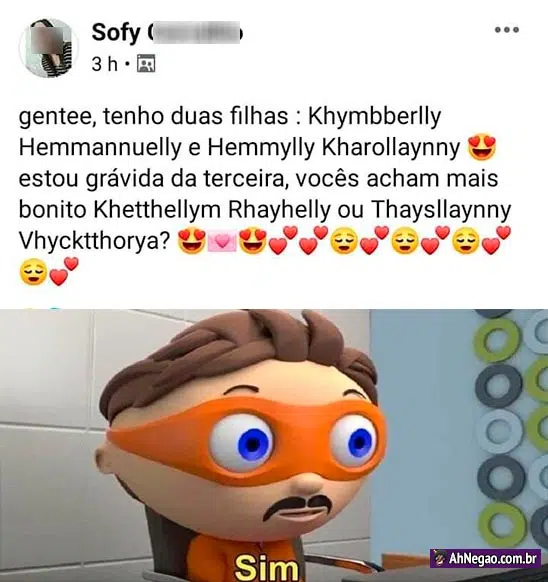 Sofy
3 h
gentee, tenho duas filhas : Khymbberlly
Hemmannuelly e Hemmylly Kharollaynny 😍
estou grávida da terceira, vocês acham mais
bonito Khetthellym Rhayhelly ou Thaysllaynny
Vhycktthorya? 😍💌😍💕💕😌💕😌💕😌💕
😌💕
Sim
AhNegao.com.br